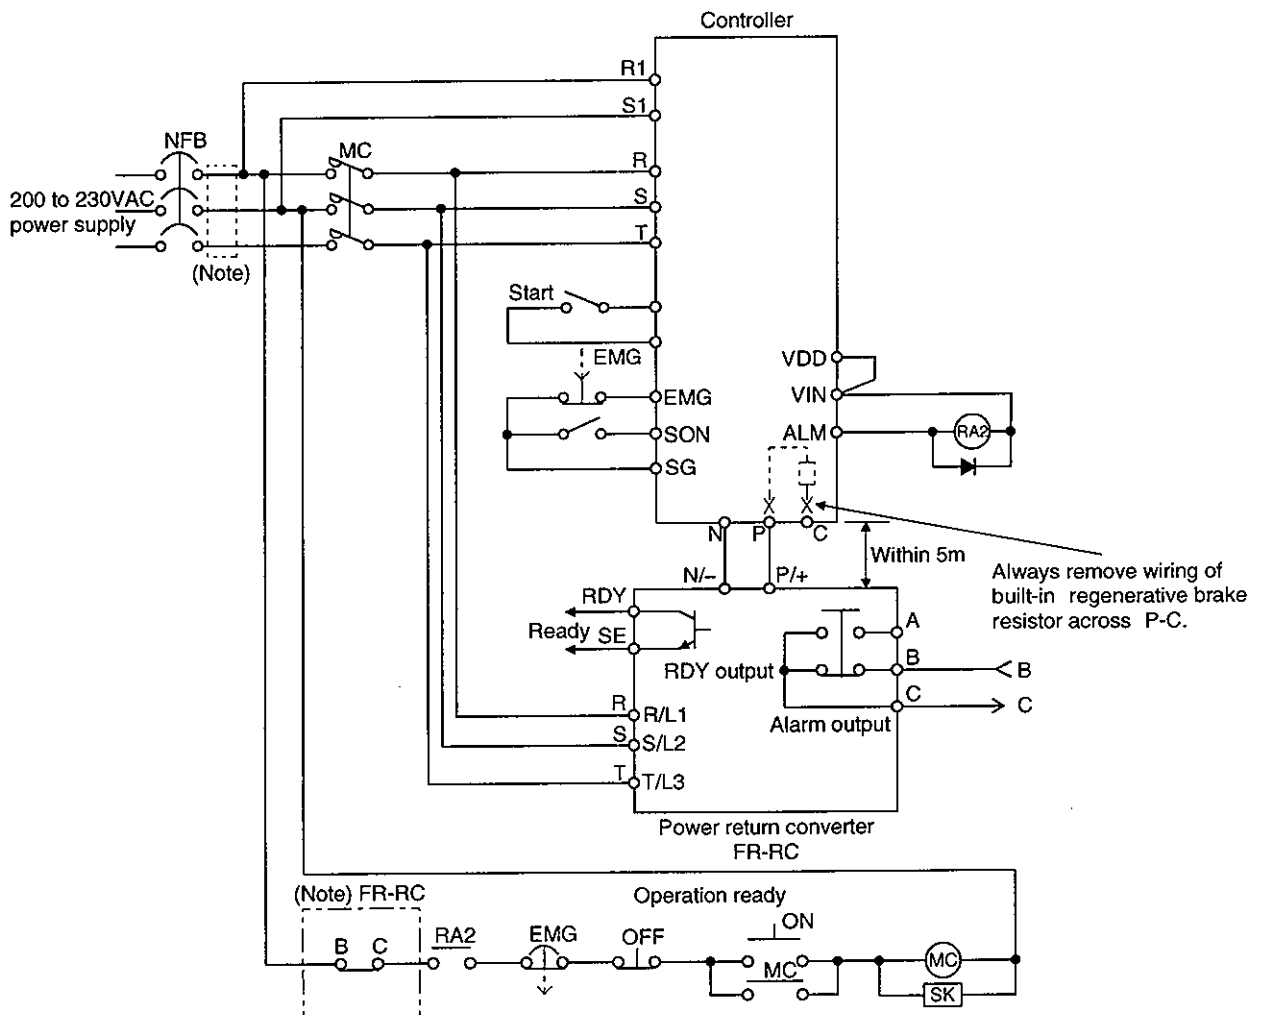 Controller
R1
S1
NFB
MC
R
200 to 230VAC
power supply
S
T
(Note)
Start
EMG
VDD
VIN
EMG
SON
ALM
RA2
SG
N
P
C
Within 5m
N/–
P/+
Always remove wiring of
built-in regenerative brake
resistor across P-C.
RDY
Ready
SE
A
B
B
RDY output
C
C
Alarm output
R
R/L1
S
S/L2
T
T/L3
Power return converter
FR-RC
(Note) FR-RC
Operation ready
ON
B
C
RA2
EMG
OFF
MC
MC
SK